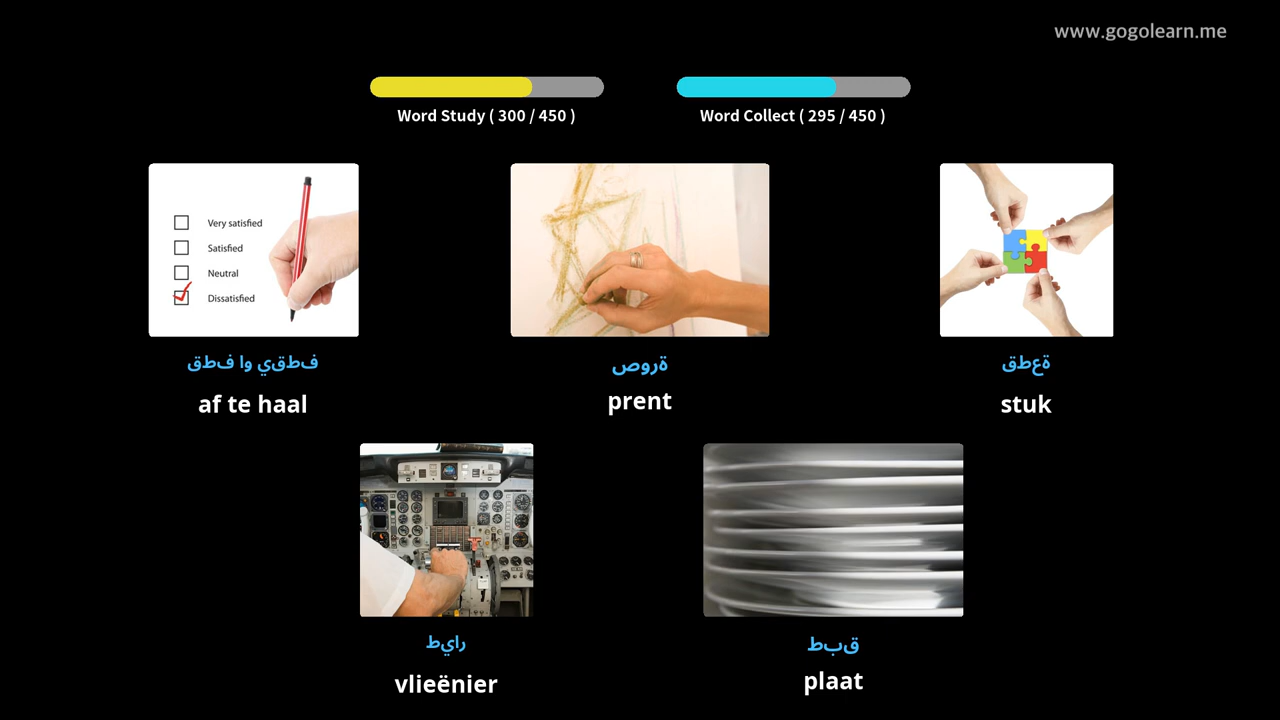 www.gogolearn.me
Word Study ( 300 / 450 )
Word Collect ( 295 / 450 )
Very satisfied
Satisfied
Neutral
Dissatisfied
فطقي وا فطق
af te haal
ةروص
prent
ةعطق
stuk
رايط
vlieënier
قبط
plaat